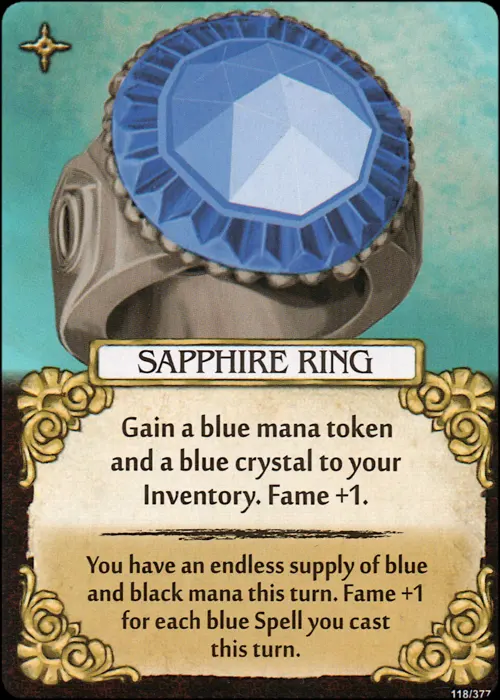 SAPPHIRE RING
Gain a blue mana token
and a blue crystal to your
Inventory. Fame +1.
You have an endless supply of blue
and black mana this turn. Fame +1
for each blue Spell you cast
this turn.
118/377